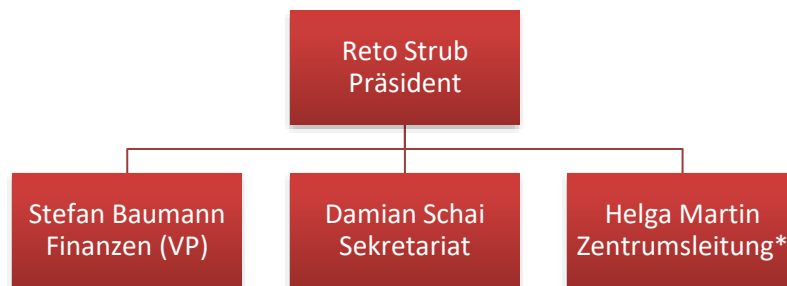 Reto Strub
Präsident
Stefan Baumann
Finanzen (VP)
Damian Schai
Sekretariat
Helga Martin
Zentrumsleitung*